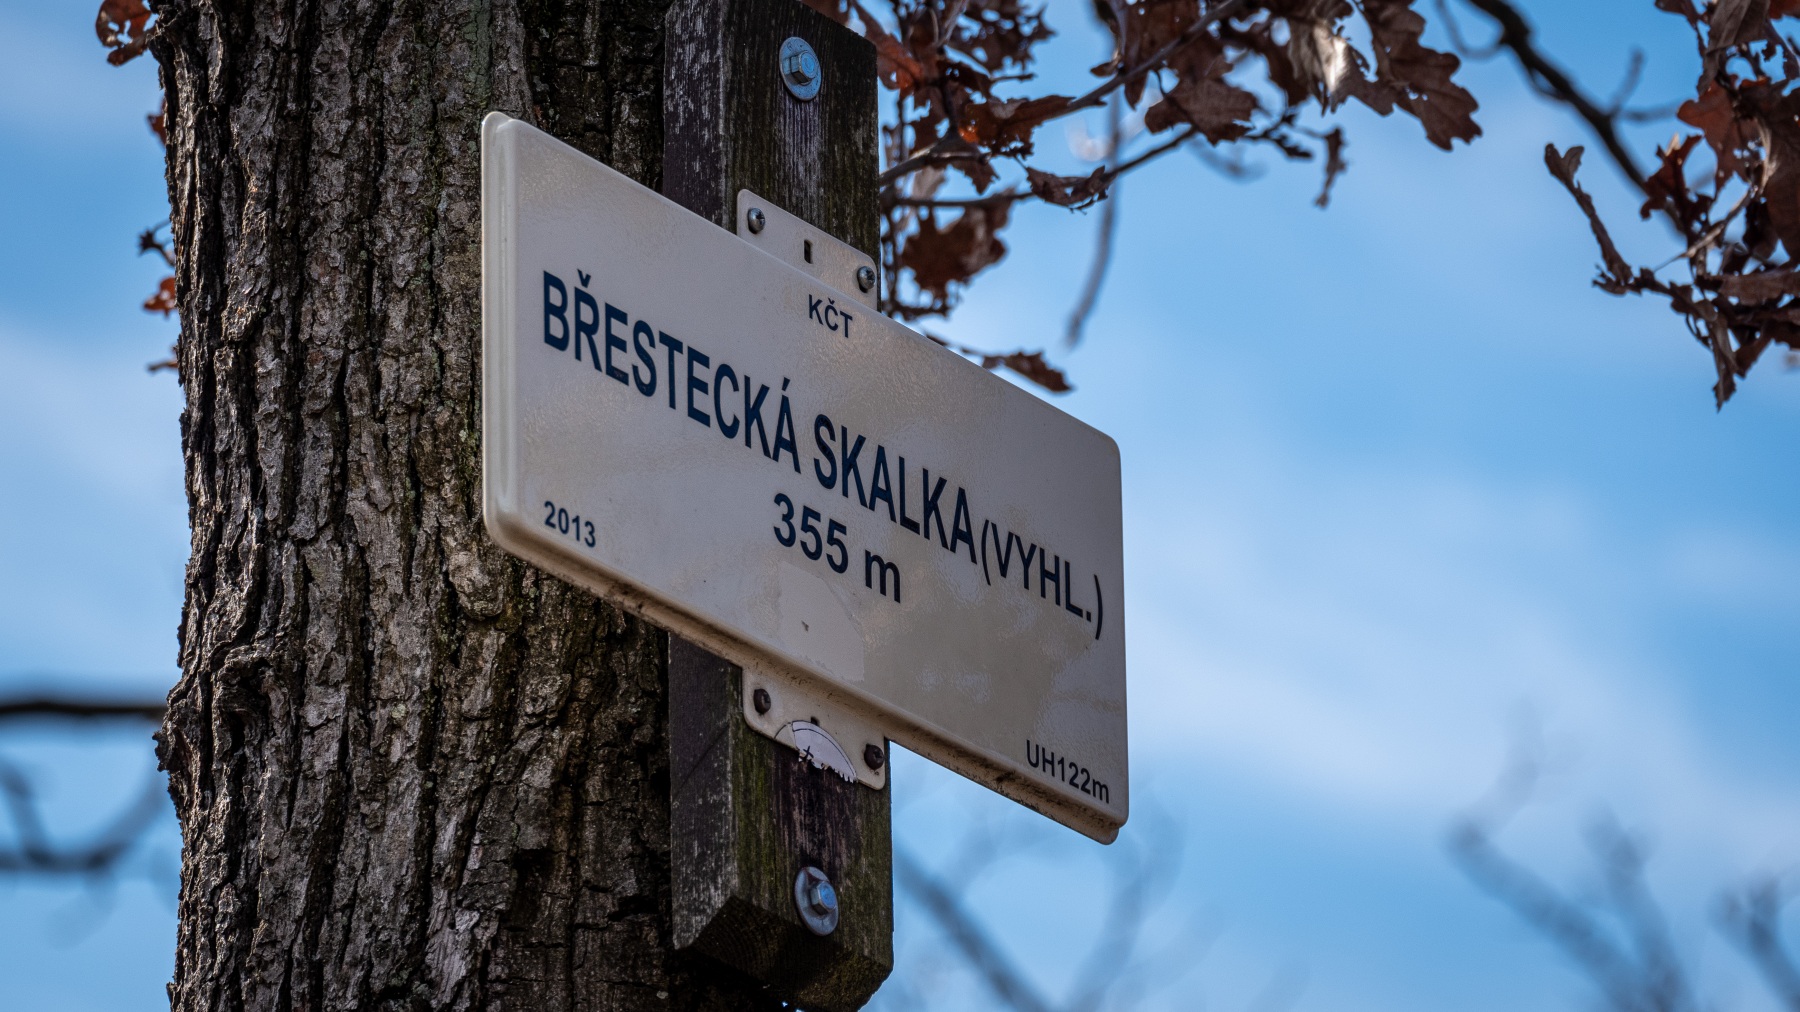 KČT
BŘESTECKÁ SKALKA (VYHL.)
355 m
2013
UH122m